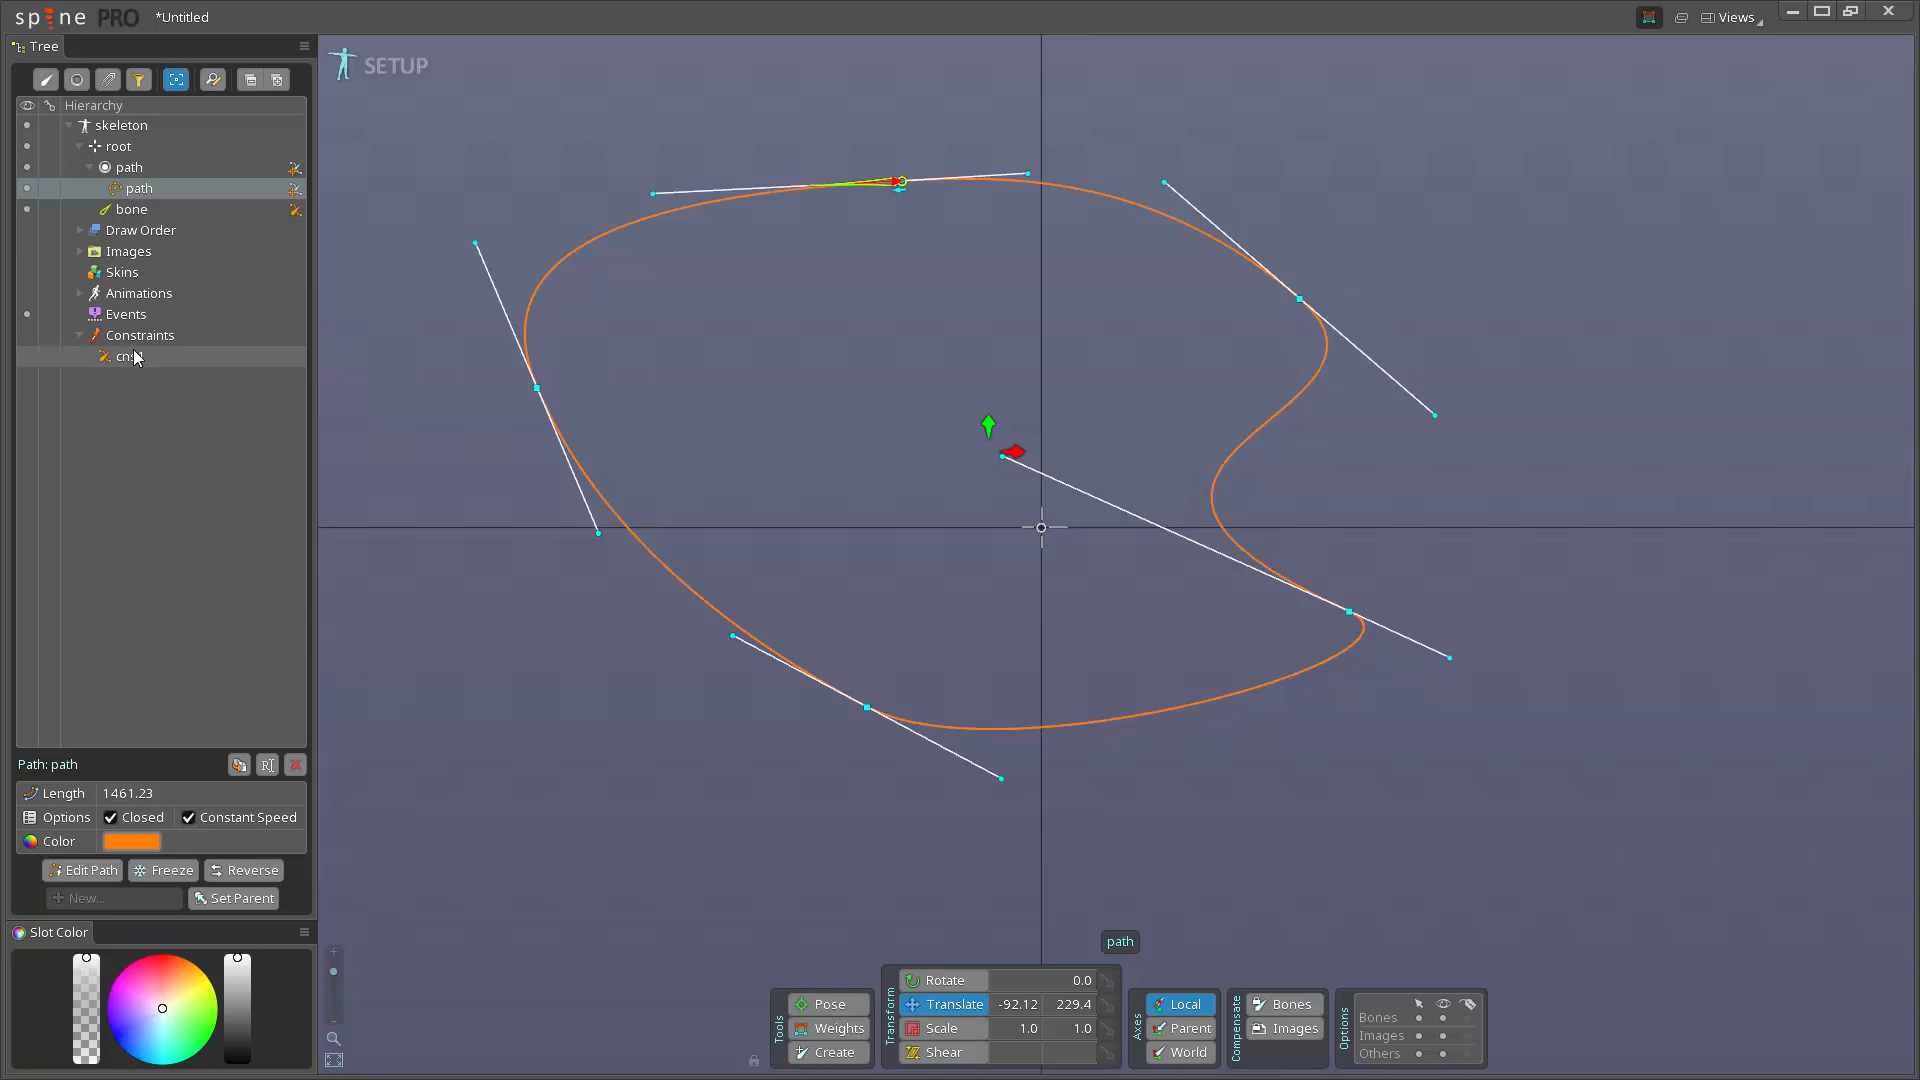 spine PRO
*Untitled
Views
Tree
SETUP
Hierarchy
skeleton
root
path
path
bone
Draw Order
Images
Skins
Animations
Events
Constraints
Path: path
Length 1461.23
Options Closed Constant Speed
Color
Edit Path Freeze Reverse
New... Set Parent
Slot Color
path
Tools
Pose
Weights
Create
Transform
Rotate 0.0
Translate -92.12 229.4
Scale 1.0 1.0
Shear
Axes
Local
Parent
World
Compensate
Bones
Images
Options
Bones
Images
Others